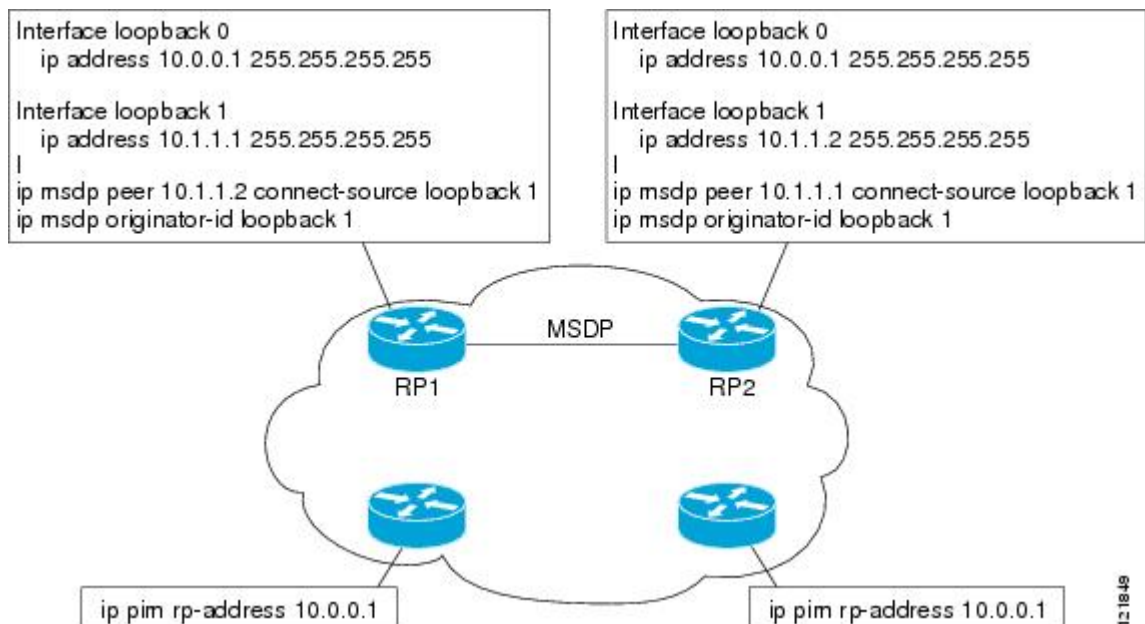 Interface loopback 0
ip address 10.0.0.1 255.255.255.255
Interface loopback 1
ip address 10.1.1.1 255.255.255.255
!
ip msdp peer 10.1.1.2 connect-source loopback 1
ip msdp originator-id loopback 1
Interface loopback 0
ip address 10.0.0.1 255.255.255.255
Interface loopback 1
ip address 10.1.1.2 255.255.255.255
!
ip msdp peer 10.1.1.1 connect-source loopback 1
ip msdp originator-id loopback 1
MSDP
RP1
RP2
ip pim rp-address 10.0.0.1
ip pim rp-address 10.0.0.1
121849